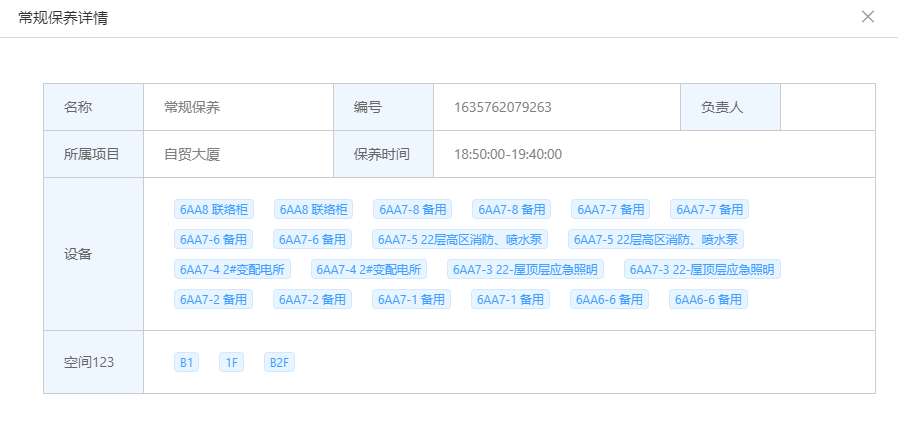 常规保养详情
名称 常规保养 编号 1635762079263 负责人
所属项目 自贸大厦 保养时间 18:50:00-19:40:00
设备
6AA8 联络柜 6AA8 联络柜 6AA7-8 备用 6AA7-8 备用 6AA7-7 备用 6AA7-7 备用
6AA7-6 备用 6AA7-6 备用 6AA7-5 22层高区消防、喷水泵 6AA7-5 22层高区消防、喷水泵
6AA7-4 2#变配电所 6AA7-4 2#变配电所 6AA7-3 22-屋顶层应急照明 6AA7-3 22-屋顶层应急照明
6AA7-2 备用 6AA7-2 备用 6AA7-1 备用 6AA7-1 备用 6AA6-6 备用 6AA6-6 备用
空间123 B1 1F B2F